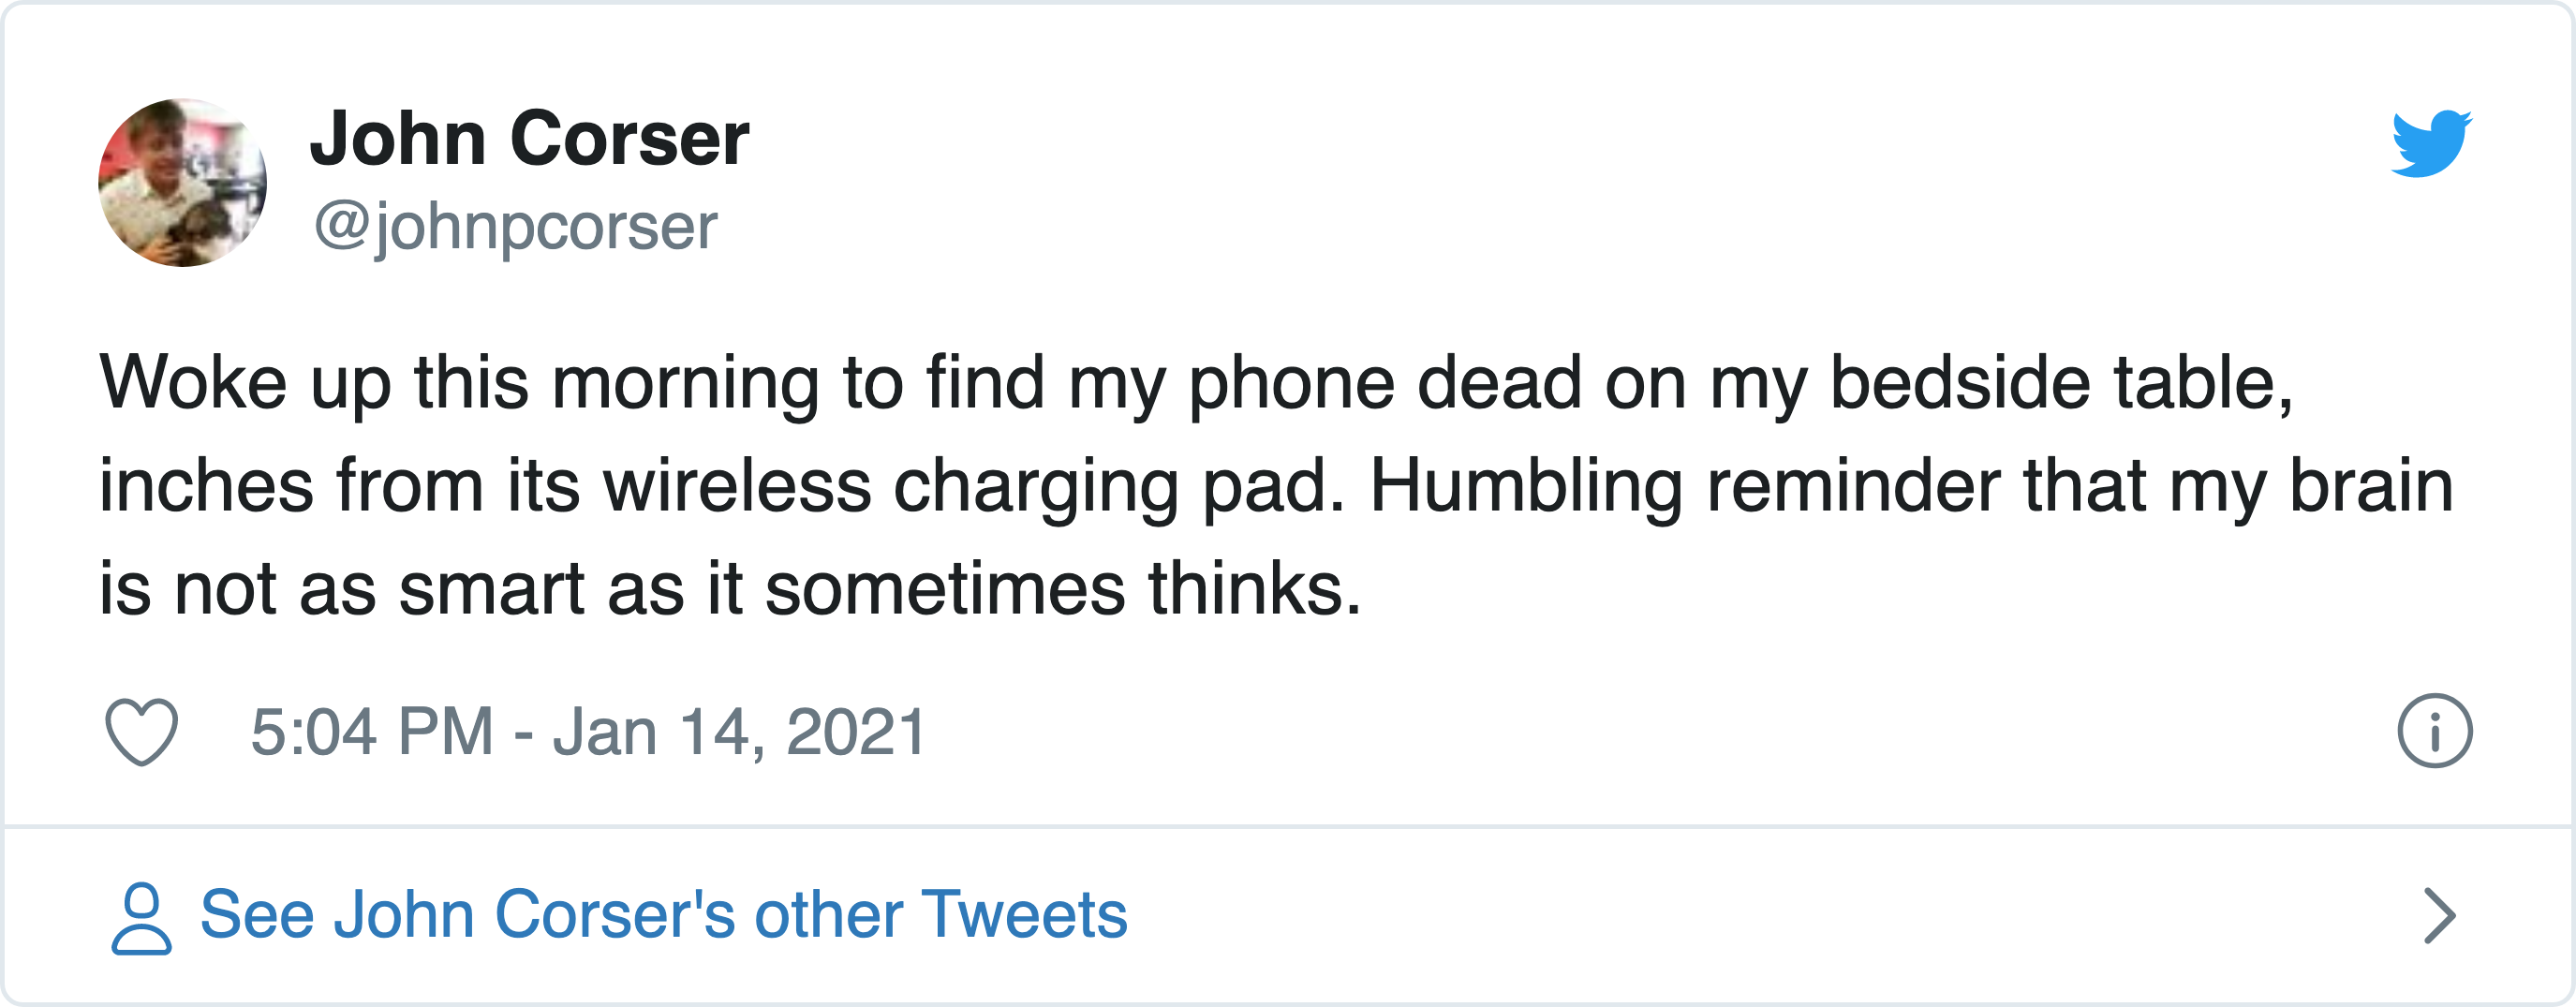 John Corser
@johnpcorser
Woke up this morning to find my phone dead on my bedside table,
inches from its wireless charging pad. Humbling reminder that my brain
is not as smart as it sometimes thinks.
5:04 PM - Jan 14, 2021
See John Corser's other Tweets